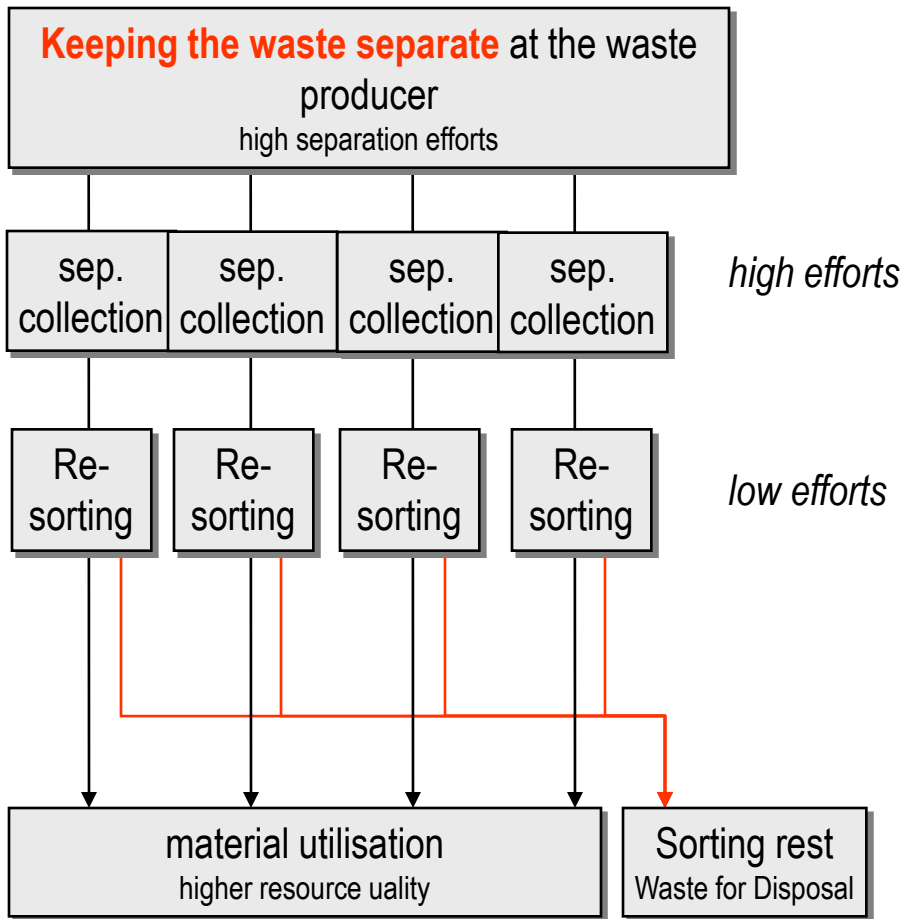 Keeping the waste separate at the waste
producer
high separation efforts
sep.
collection
sep.
collection
sep.
collection
sep.
collection
high efforts
Re-
sorting
Re-
sorting
Re-
sorting
Re-
sorting
low efforts
material utilisation
higher resource uality
Sorting rest
Waste for Disposal